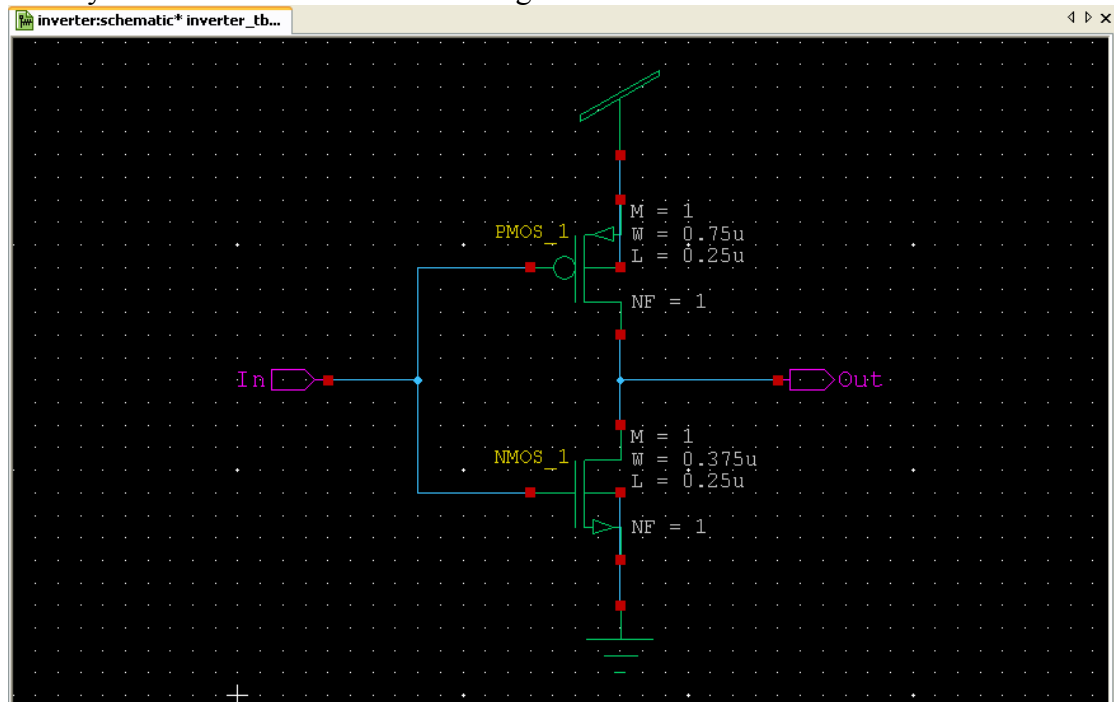 inverter:schematic* inverter_tb...
M = 1
PMOS_1
W = 0.75u
L = 0.25u
NF = 1
In
Out
M = 1
NMOS_1
W = 0.375u
L = 0.25u
NF = 1